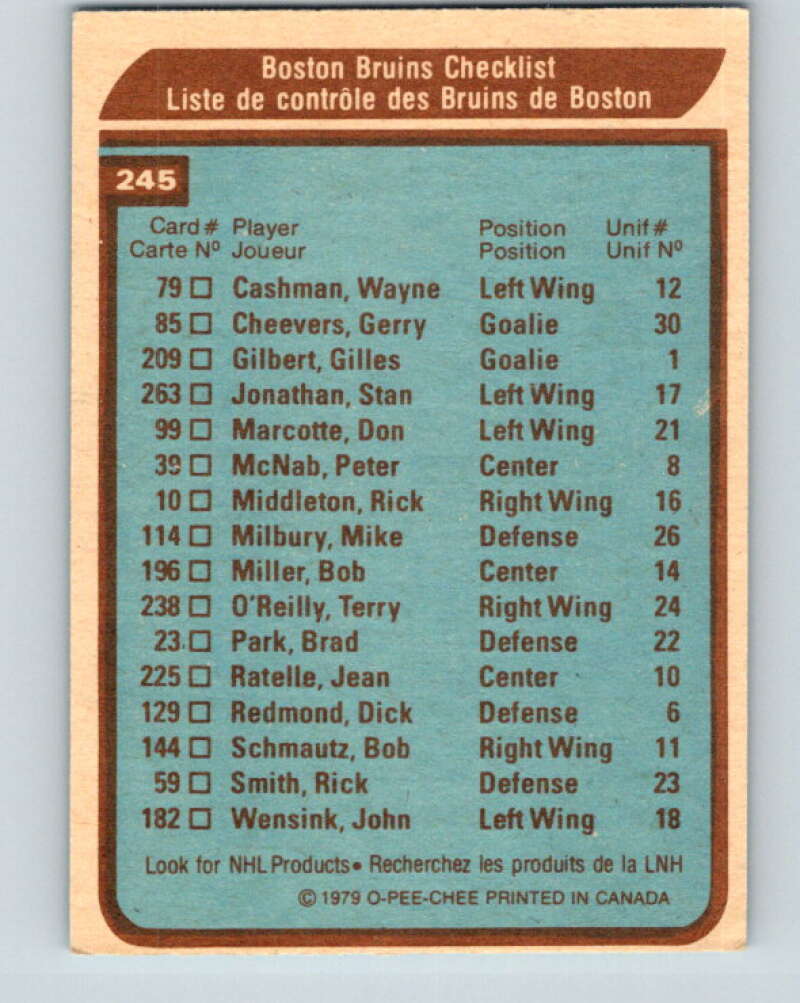 Boston Bruins Checklist
Liste de contrôle des Bruins de Boston
245
Card # Player Position Unif #
Carte Nº Joueur Position Unif Nº
79 □ Cashman, Wayne Left Wing 12
85 □ Cheevers, Gerry Goalie 30
209 □ Gilbert, Gilles Goalie 1
263 □ Jonathan, Stan Left Wing 17
99 □ Marcotte, Don Left Wing 21
39 □ McNab, Peter Center 8
10 □ Middleton, Rick Right Wing 16
114 □ Milbury, Mike Defense 26
196 □ Miller, Bob Center 14
238 □ O'Reilly, Terry Right Wing 24
23 □ Park, Brad Defense 22
225 □ Ratelle, Jean Center 10
129 □ Redmond, Dick Defense 6
144 □ Schmautz, Bob Right Wing 11
59 □ Smith, Rick Defense 23
182 □ Wensink, John Left Wing 18
Look for NHL Products • Recherchez les produits de la LNH
© 1979 O-PEE-CHEE PRINTED IN CANADA